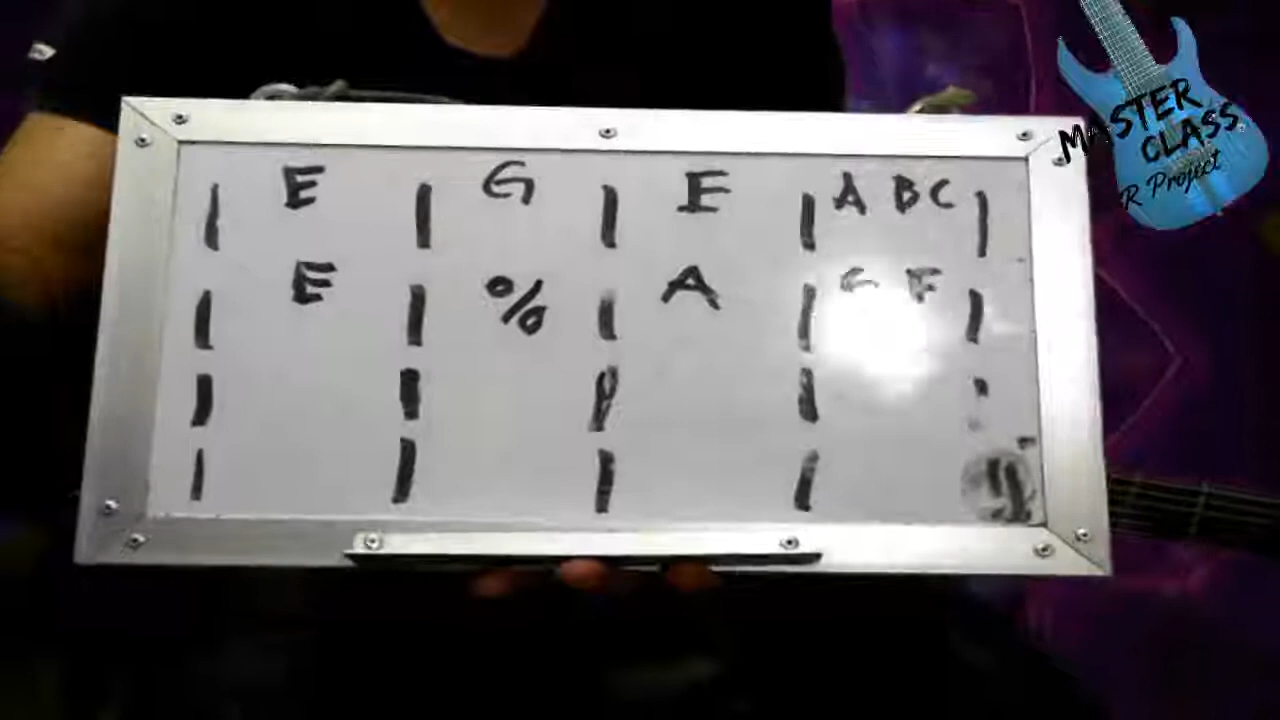 | E | G | E | A B C |
| E | % | A | G F |
| | | | |
| | | |
MASTER
CLASS
R Project